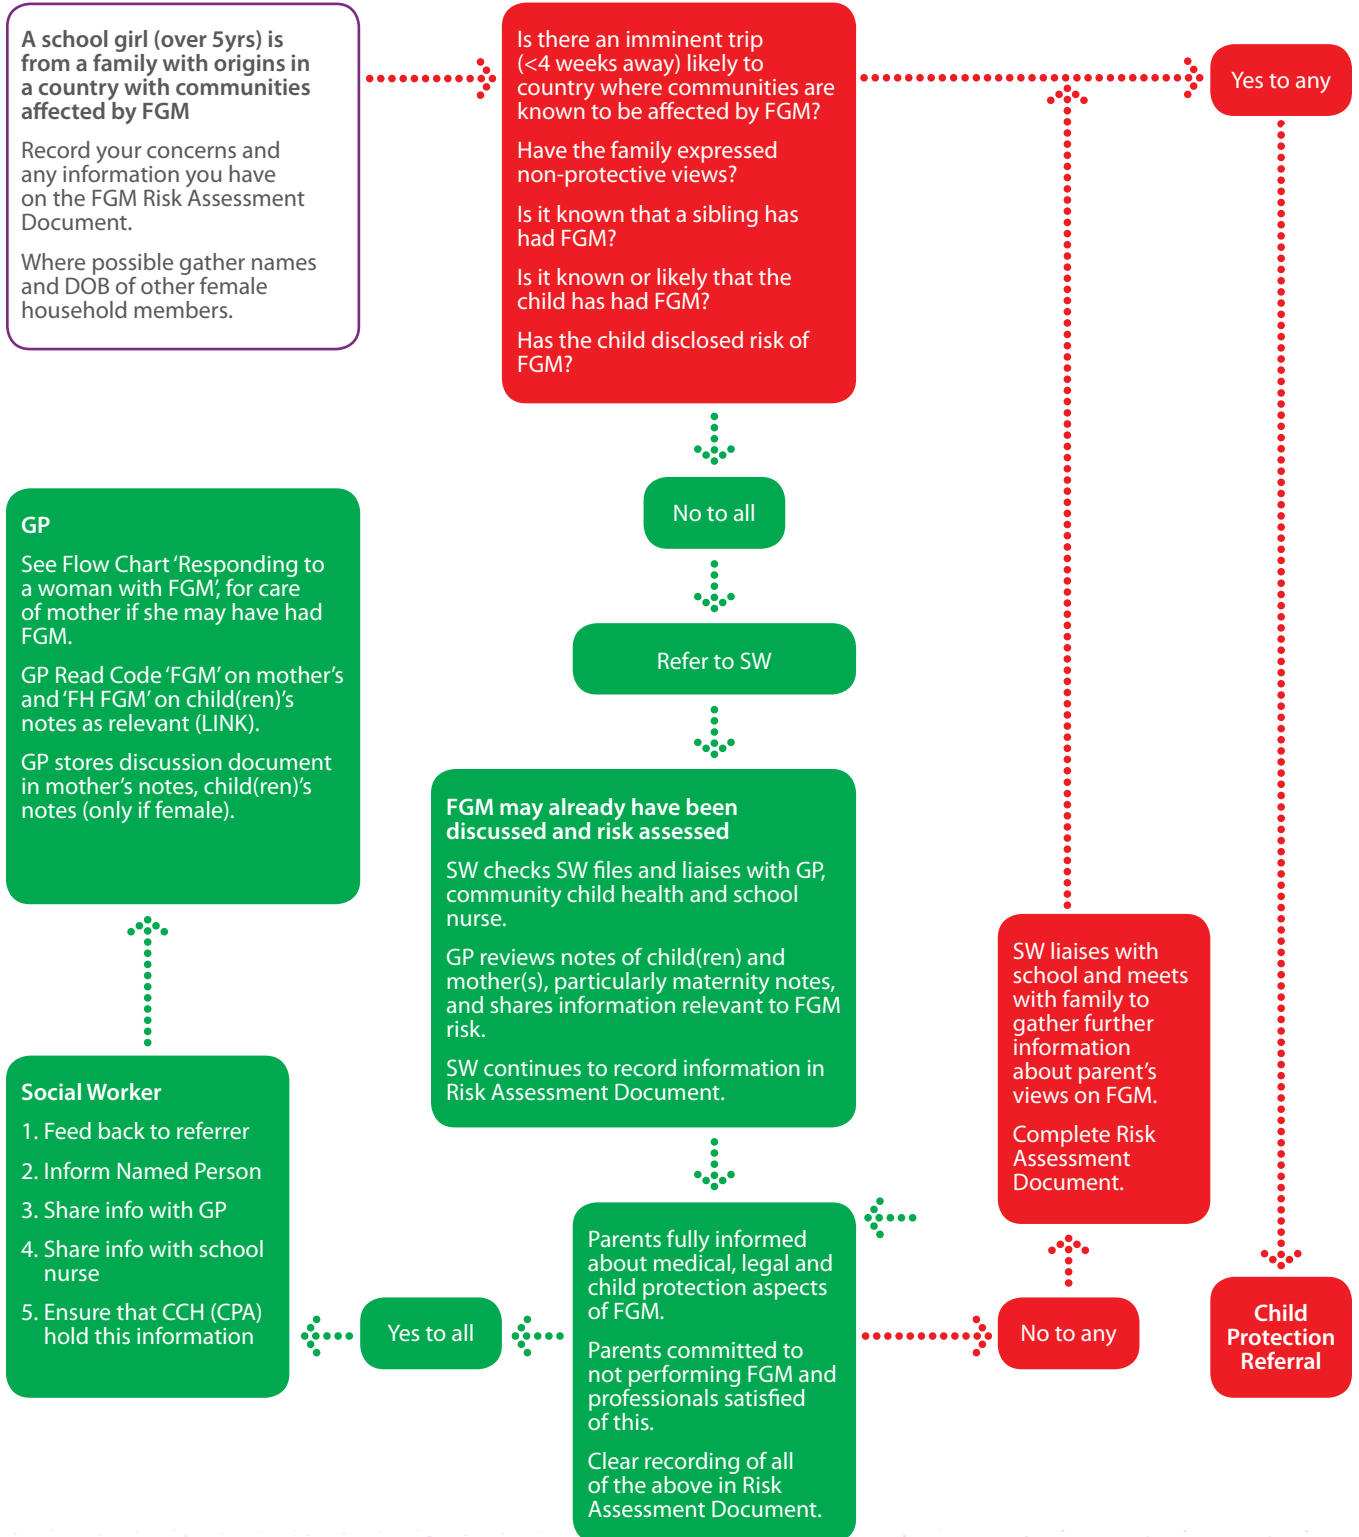 A school girl (over 5yrs) is
from a family with origins in
a country with communities
affected by FGM
Record your concerns and
any information you have
on the FGM Risk Assessment
Document.
Where possible gather names
and DOB of other female
household members.
Is there an imminent trip
(<4 weeks away) likely to
country where communities are
known to be affected by FGM?
Have the family expressed
non-protective views?
Is it known that a sibling has
had FGM?
Is it known or likely that the
child has had FGM?
Has the child disclosed risk of
FGM?
Yes to any
No to all
Refer to SW
GP
See Flow Chart ‘Responding to
a woman with FGM’, for care
of mother if she may have had
FGM.
GP Read Code ‘FGM’ on mother’s
and ‘FH FGM’ on child(ren)’s
notes as relevant (LINK).
GP stores discussion document
in mother’s notes, child(ren)’s
notes (only if female).
FGM may already have been
discussed and risk assessed
SW checks SW files and liaises with GP,
community child health and school
nurse.
GP reviews notes of child(ren) and
mother(s), particularly maternity notes,
and shares information relevant to FGM
risk.
SW continues to record information in
Risk Assessment Document.
SW liaises with
school and meets
with family to
gather further
information
about parent’s
views on FGM.
Complete Risk
Assessment
Document.
Social Worker
1. Feed back to referrer
2. Inform Named Person
3. Share info with GP
4. Share info with school
nurse
5. Ensure that CCH (CPA)
hold this information
Yes to all
Parents fully informed
about medical, legal and
child protection aspects
of FGM.
Parents committed to
not performing FGM and
professionals satisfied
of this.
Clear recording of all
of the above in Risk
Assessment Document.
No to any
Child
Protection
Referral